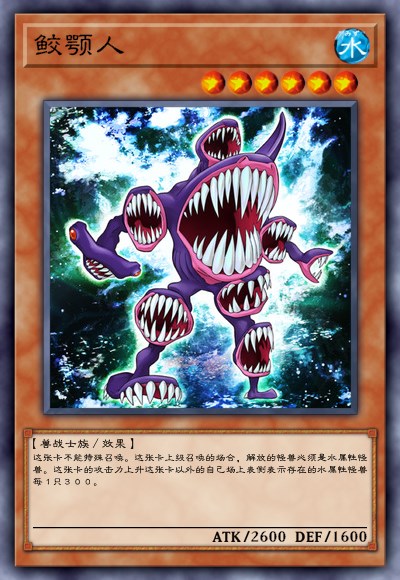 鲛颚人
水
【兽战士族／效果】
这张卡不能特殊召唤。这张卡上级召唤的场合，解放的怪兽必须是水属性怪
兽。这张卡的攻击力上升这张卡以外的自己场上表侧表示存在的水属性怪兽
每１只３００。
ATK/2600 DEF/1600